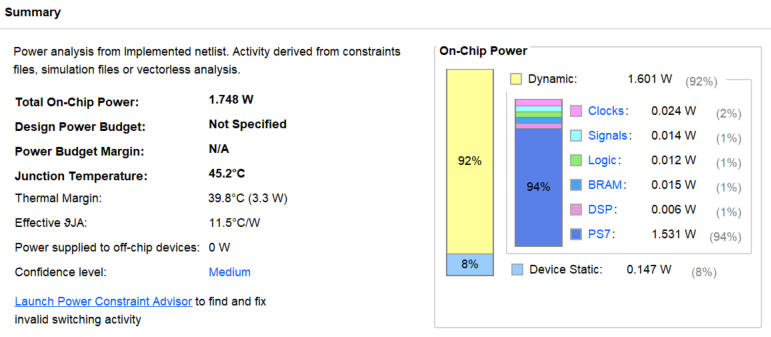 Summary
Power analysis from Implemented netlist. Activity derived from constraints
files, simulation files or vectorless analysis.
Total On-Chip Power: 1.748 W
Design Power Budget: Not Specified
Power Budget Margin: N/A
Junction Temperature: 45.2°C
Thermal Margin: 39.8°C (3.3 W)
Effective ϑJA: 11.5°C/W
Power supplied to off-chip devices: 0 W
Confidence level: Medium
Launch Power Constraint Advisor to find and fix
invalid switching activity
On-Chip Power
92%
8%
Dynamic: 1.601 W (92%)
94%
Clocks: 0.024 W (2%)
Signals: 0.014 W (1%)
Logic: 0.012 W (1%)
BRAM: 0.015 W (1%)
DSP: 0.006 W (1%)
PS7: 1.531 W (94%)
Device Static: 0.147 W (8%)